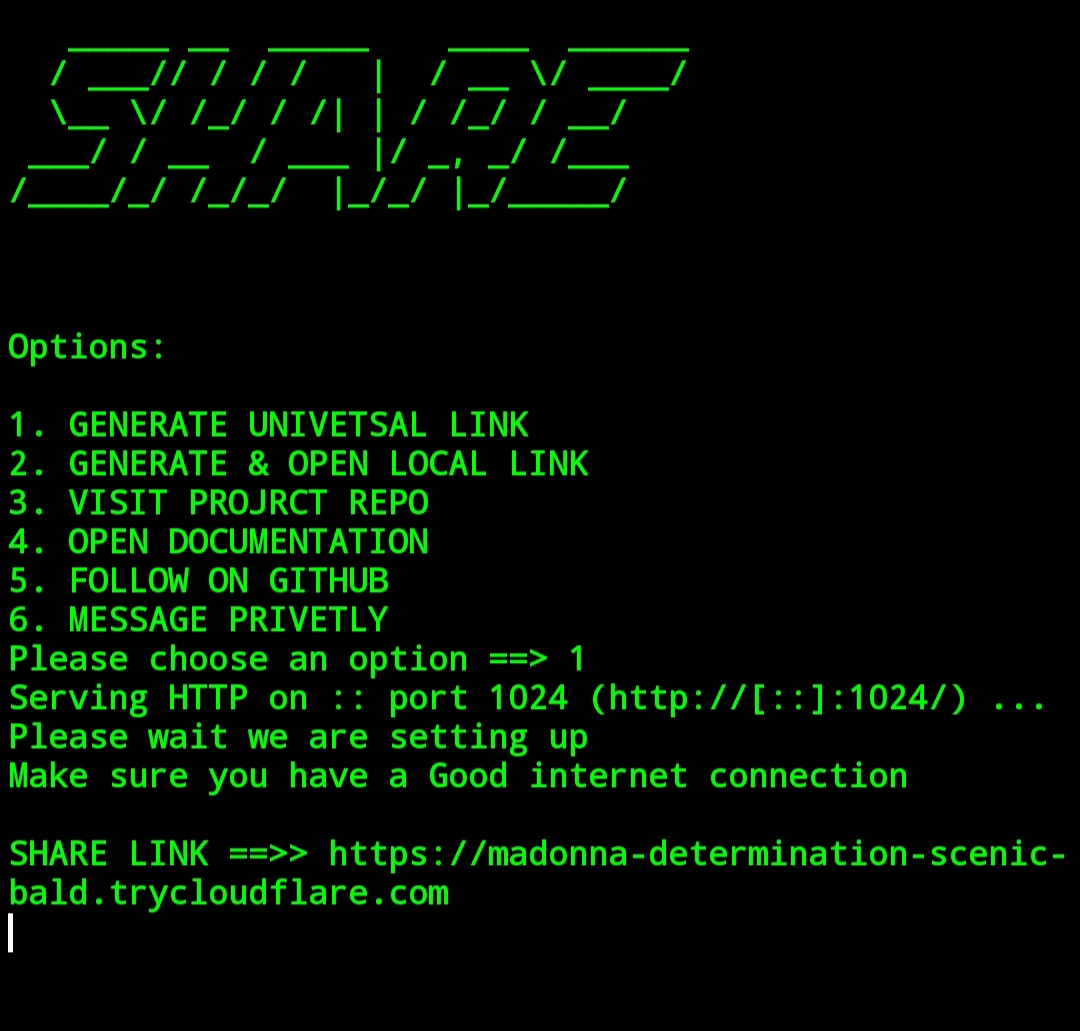 SHARE
Options:
1. GENERATE UNIVETSAL LINK
2. GENERATE & OPEN LOCAL LINK
3. VISIT PROJRCT REPO
4. OPEN DOCUMENTATION
5. FOLLOW ON GITHUB
6. MESSAGE PRIVETLY
Please choose an option ==> 1
Serving HTTP on :: port 1024 (http://[::]:1024/) ...
Please wait we are setting up
Make sure you have a Good internet connection
SHARE LINK ==>> https://madonna-determination-scenic-
bald.trycloudflare.com